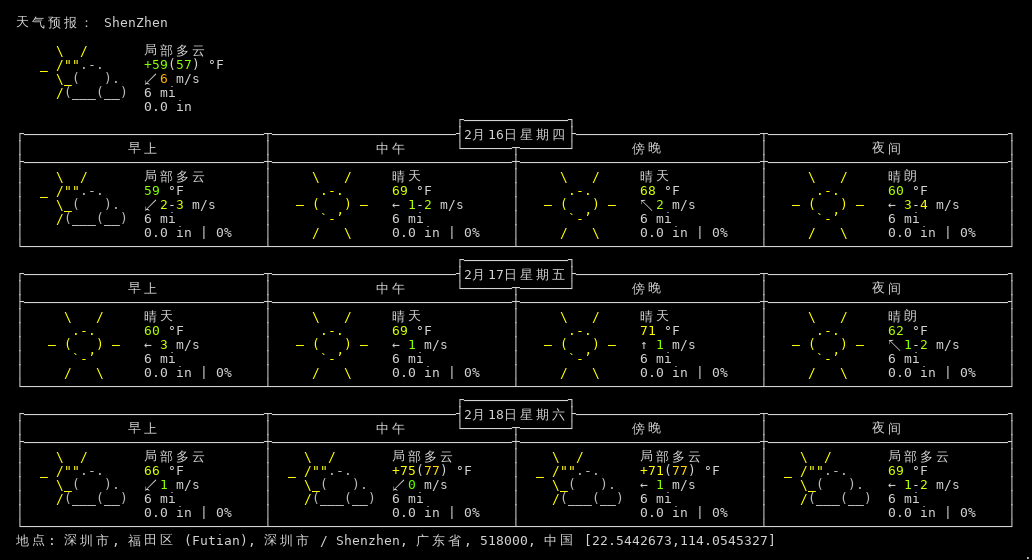 天气预报： ShenZhen
局部多云
+59(57) °F
↙ 6 m/s
6 mi
0.0 in
2月16日星期四
早上 中午 傍晚 夜间
局部多云 晴天 晴天 晴朗
59 °F 69 °F 68 °F 60 °F
↙ 2-3 m/s ← 1-2 m/s ↖ 2 m/s ← 3-4 m/s
6 mi 6 mi 6 mi 6 mi
0.0 in | 0% 0.0 in | 0% 0.0 in | 0% 0.0 in | 0%
2月17日星期五
早上 中午 傍晚 夜间
晴天 晴天 晴天 晴朗
60 °F 69 °F 71 °F 62 °F
← 3 m/s ← 1 m/s ↑ 1 m/s ↖ 1-2 m/s
6 mi 6 mi 6 mi 6 mi
0.0 in | 0% 0.0 in | 0% 0.0 in | 0% 0.0 in | 0%
2月18日星期六
早上 中午 傍晚 夜间
局部多云 局部多云 局部多云 局部多云
66 °F +75(77) °F +71(77) °F 69 °F
↙ 1 m/s ↙ 0 m/s ← 1 m/s ← 1-2 m/s
6 mi 6 mi 6 mi 6 mi
0.0 in | 0% 0.0 in | 0% 0.0 in | 0% 0.0 in | 0%
地点: 深圳市, 福田区 (Futian), 深圳市 / Shenzhen, 广东省, 518000, 中国 [22.5442673,114.0545327]